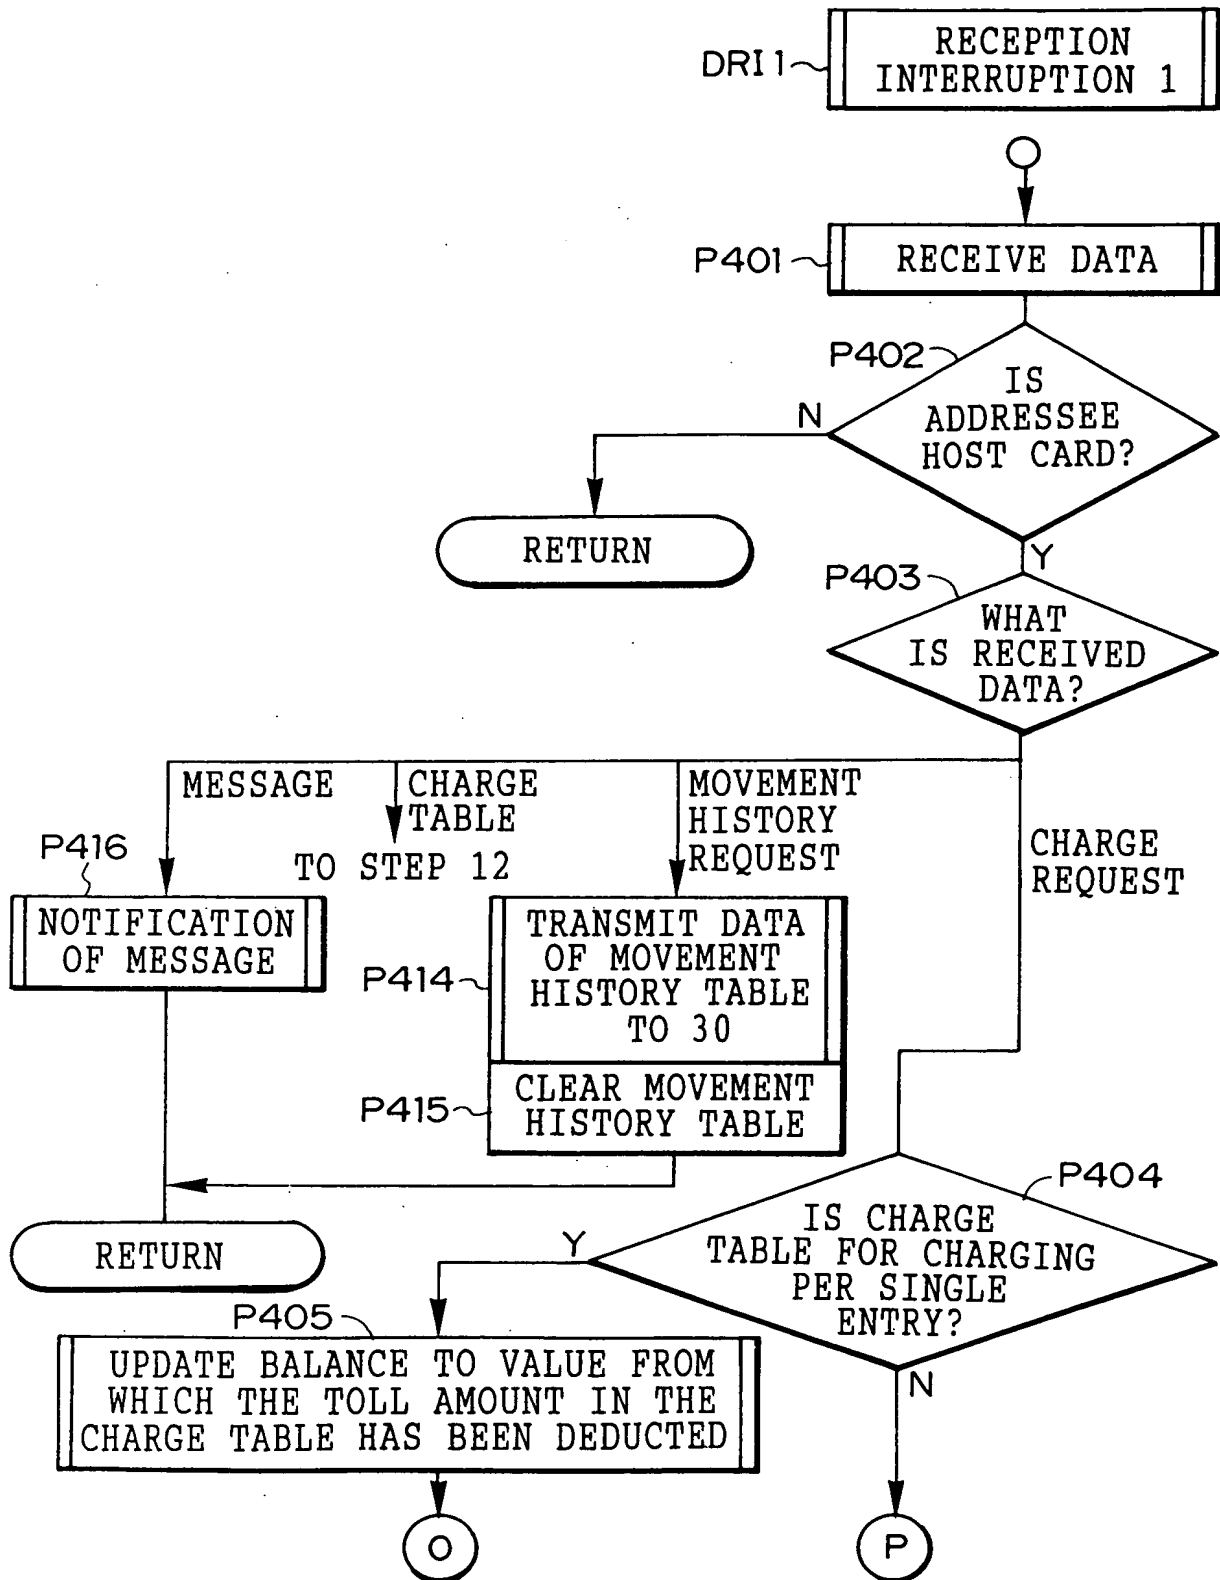 DRI 1
RECEPTION
INTERRUPTION 1
P401
RECEIVE DATA
P402
IS
ADDRESSEE
HOST CARD?
N
RETURN
Y
P403
WHAT
IS RECEIVED
DATA?
MESSAGE
CHARGE
TABLE
MOVEMENT
HISTORY
REQUEST
CHARGE
REQUEST
TO STEP 12
P416
NOTIFICATION
OF MESSAGE
P414
TRANSMIT DATA
OF MOVEMENT
HISTORY TABLE
TO 30
P415
CLEAR MOVEMENT
HISTORY TABLE
RETURN
P404
IS CHARGE
TABLE FOR CHARGING
PER SINGLE
ENTRY?
Y
N
P405
UPDATE BALANCE TO VALUE FROM
WHICH THE TOLL AMOUNT IN THE
CHARGE TABLE HAS BEEN DEDUCTED
O
P